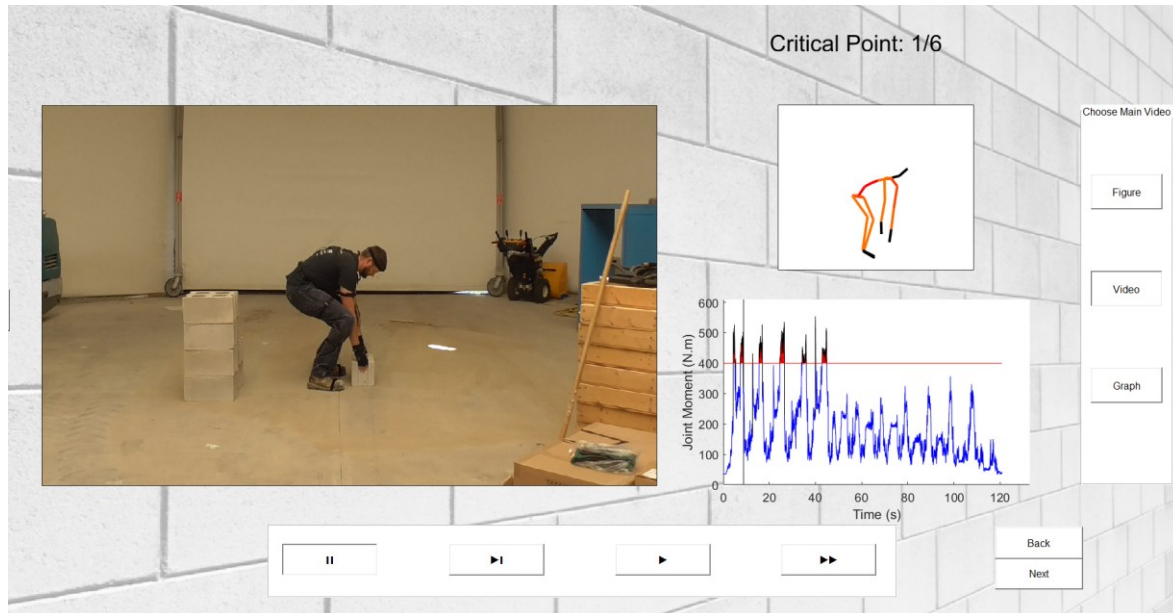 Critical Point: 1/6
Choose Main Video
Figure
Video
Graph
600
500
400
300
200
100
0
Joint Moment (N.m)
0 20 40 60 80 100 120
Time (s)
Back
Next